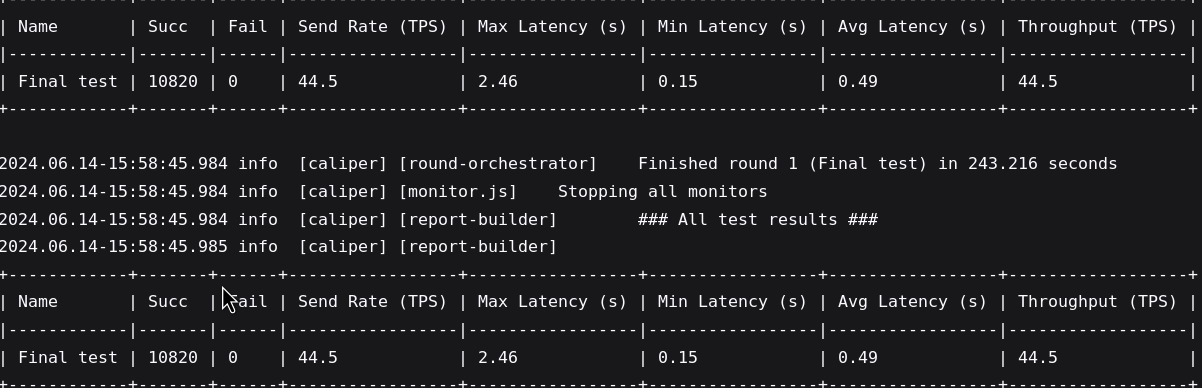 | Name       | Succ  | Fail | Send Rate (TPS) | Max Latency (s) | Min Latency (s) | Avg Latency (s) | Throughput (TPS) |
|------------|-------|------|-----------------|-----------------|-----------------|-----------------|------------------|
| Final test | 10820 | 0    | 44.5            | 2.46            | 0.15            | 0.49            | 44.5             |
+------------+-------+------+-----------------+-----------------+-----------------+-----------------+------------------+
2024.06.14-15:58:45.984 info  [caliper] [round-orchestrator]    Finished round 1 (Final test) in 243.216 seconds
2024.06.14-15:58:45.984 info  [caliper] [monitor.js]    Stopping all monitors
2024.06.14-15:58:45.984 info  [caliper] [report-builder]        ### All test results ###
2024.06.14-15:58:45.985 info  [caliper] [report-builder]
+------------+-------+------+-----------------+-----------------+-----------------+-----------------+------------------+
| Name       | Succ  | Fail | Send Rate (TPS) | Max Latency (s) | Min Latency (s) | Avg Latency (s) | Throughput (TPS) |
|------------|-------|------|-----------------|-----------------|-----------------|-----------------|------------------|
| Final test | 10820 | 0    | 44.5            | 2.46            | 0.15            | 0.49            | 44.5             |
+------------+-------+------+-----------------+-----------------+-----------------+-----------------+------------------+